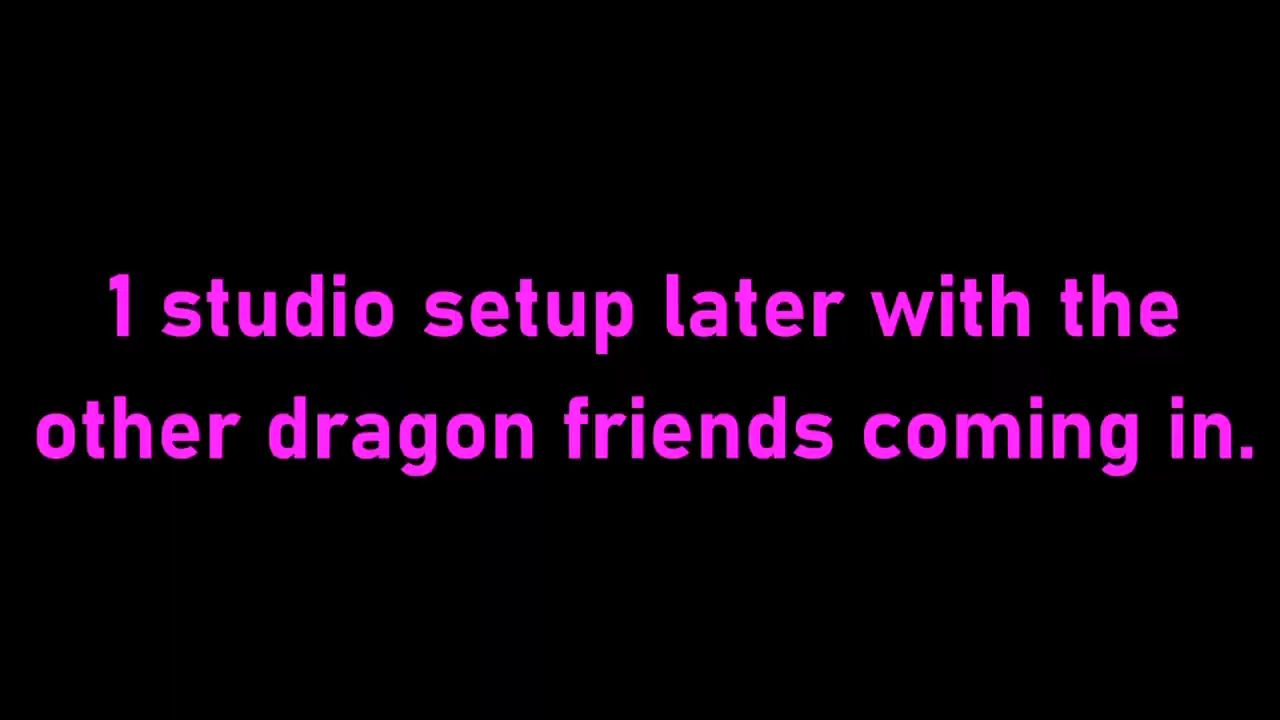 1 studio setup later with the
other dragon friends coming in.